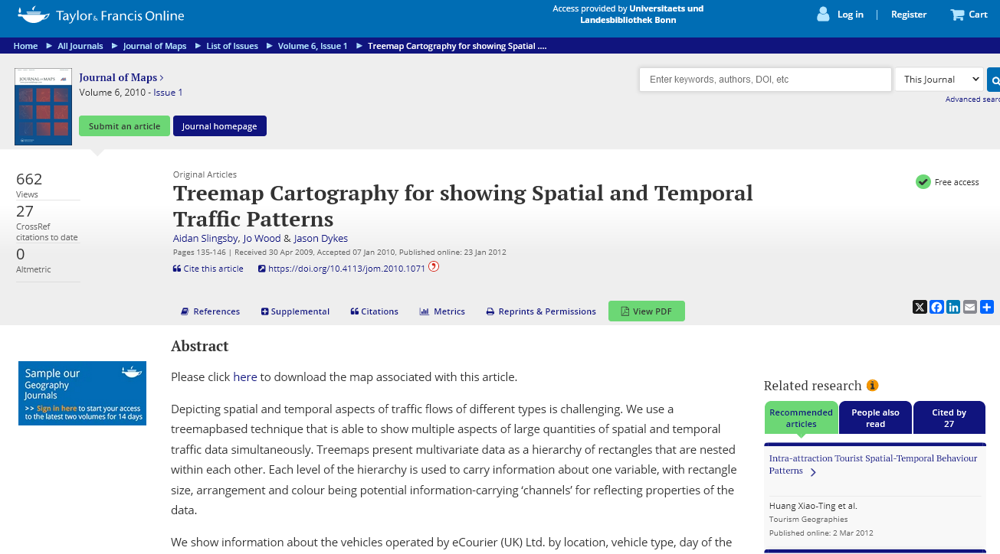 Taylor & Francis Online
Access provided by Universitaets und
Landesbibliothek Bonn
Log in | Register Cart
Home ▶ All Journals ▶ Journal of Maps ▶ List of Issues ▶ Volume 6, Issue 1 ▶ Treemap Cartography for showing Spatial ....
JOURNAL OF MAPS
Journal of Maps ›
Volume 6, 2010 - Issue 1
Enter keywords, authors, DOI, etc
This Journal
Advanced sear
Submit an article
Journal homepage
662
Views
27
CrossRef
citations to date
0
Altmetric
Original Articles
Treemap Cartography for showing Spatial and Temporal
Traffic Patterns
Aidan Slingsby, Jo Wood & Jason Dykes
Pages 135-146 | Received 30 Apr 2009, Accepted 07 Jan 2010, Published online: 23 Jan 2012
Cite this article https://doi.org/10.4113/jom.2010.1071
Free access
References Supplemental Citations Metrics Reprints & Permissions View PDF
Sample our
Geography
Journals
>> Sign in here to start your access
to the latest two volumes for 14 days
Abstract
Please click here to download the map associated with this article.
Depicting spatial and temporal aspects of traffic flows of different types is challenging. We use a
treemapbased technique that is able to show multiple aspects of large quantities of spatial and temporal
traffic data simultaneously. Treemaps present multivariate data as a hierarchy of rectangles that are nested
within each other. Each level of the hierarchy is used to carry information about one variable, with rectangle
size, arrangement and colour being potential information-carrying ‘channels’ for reflecting properties of the
data.
We show information about the vehicles operated by eCourier (UK) Ltd. by location, vehicle type, day of the
Related research
Recommended
articles
People also
read
Cited by
27
Intra-attraction Tourist Spatial-Temporal Behaviour
Patterns
Huang Xiao-Ting et al.
Tourism Geographies
Published online: 2 Mar 2012